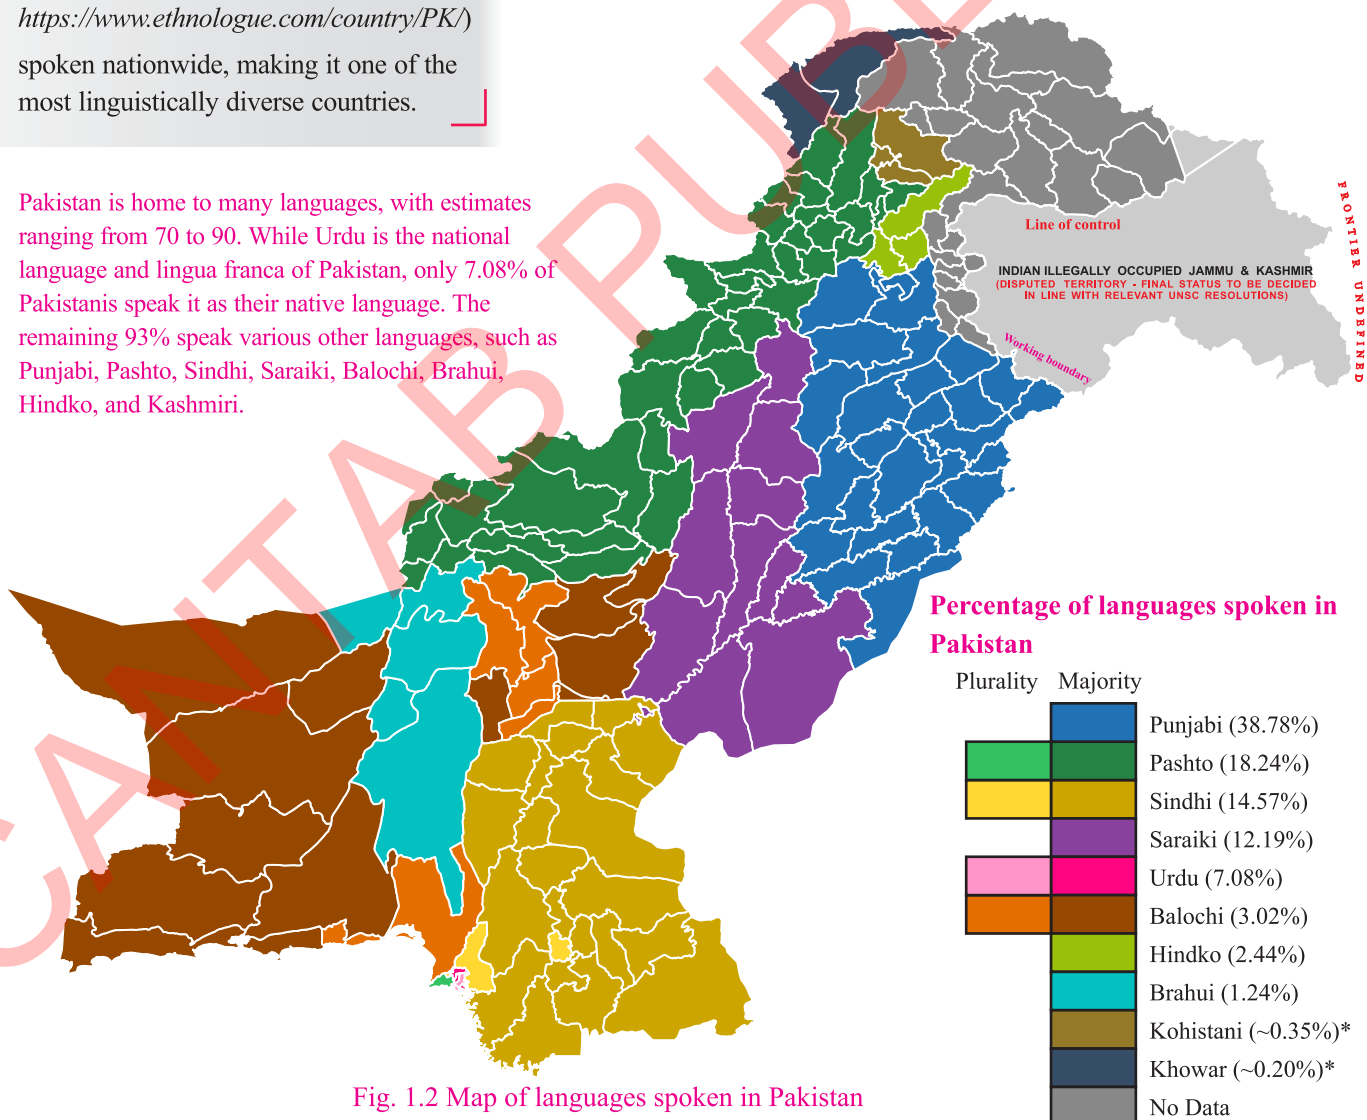 https://www.ethnologue.com/country/PK/)
spoken nationwide, making it one of the
most linguistically diverse countries.
Pakistan is home to many languages, with estimates
ranging from 70 to 90. While Urdu is the national
language and lingua franca of Pakistan, only 7.08% of
Pakistanis speak it as their native language. The
remaining 93% speak various other languages, such as
Punjabi, Pashto, Sindhi, Saraiki, Balochi, Brahui,
Hindko, and Kashmiri.
Line of control
INDIAN ILLEGALLY OCCUPIED JAMMU & KASHMIR
(DISPUTED TERRITORY - FINAL STATUS TO BE DECIDED
IN LINE WITH RELEVANT UNSC RESOLUTIONS)
FRONTIER UNDEFINED
Working boundary
Percentage of languages spoken in
Pakistan
Plurality Majority
Punjabi (38.78%)
Pashto (18.24%)
Sindhi (14.57%)
Saraiki (12.19%)
Urdu (7.08%)
Balochi (3.02%)
Hindko (2.44%)
Brahui (1.24%)
Kohistani (~0.35%)*
Khowar (~0.20%)*
No Data
Fig. 1.2 Map of languages spoken in Pakistan
CANTAB PUB